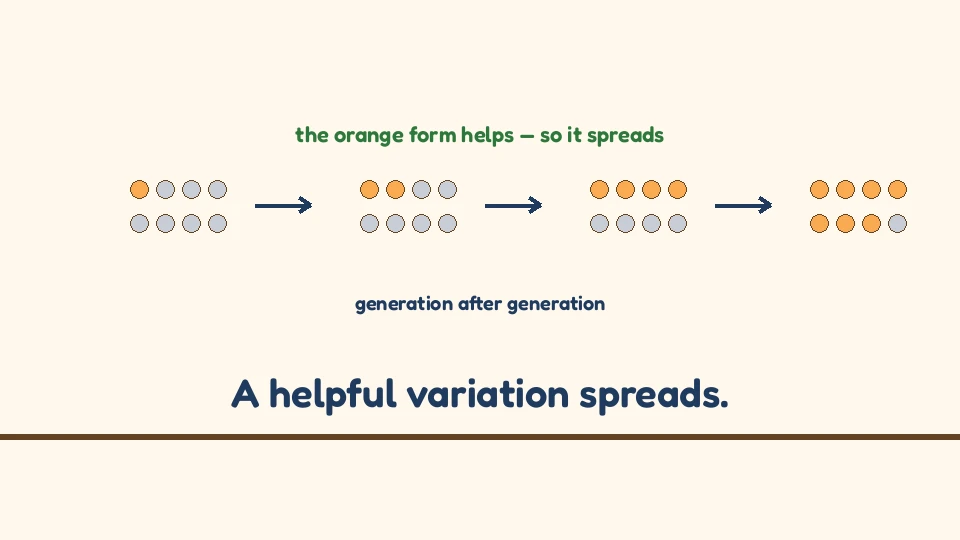 the orange form helps — so it spreads
generation after generation
A helpful variation spreads.